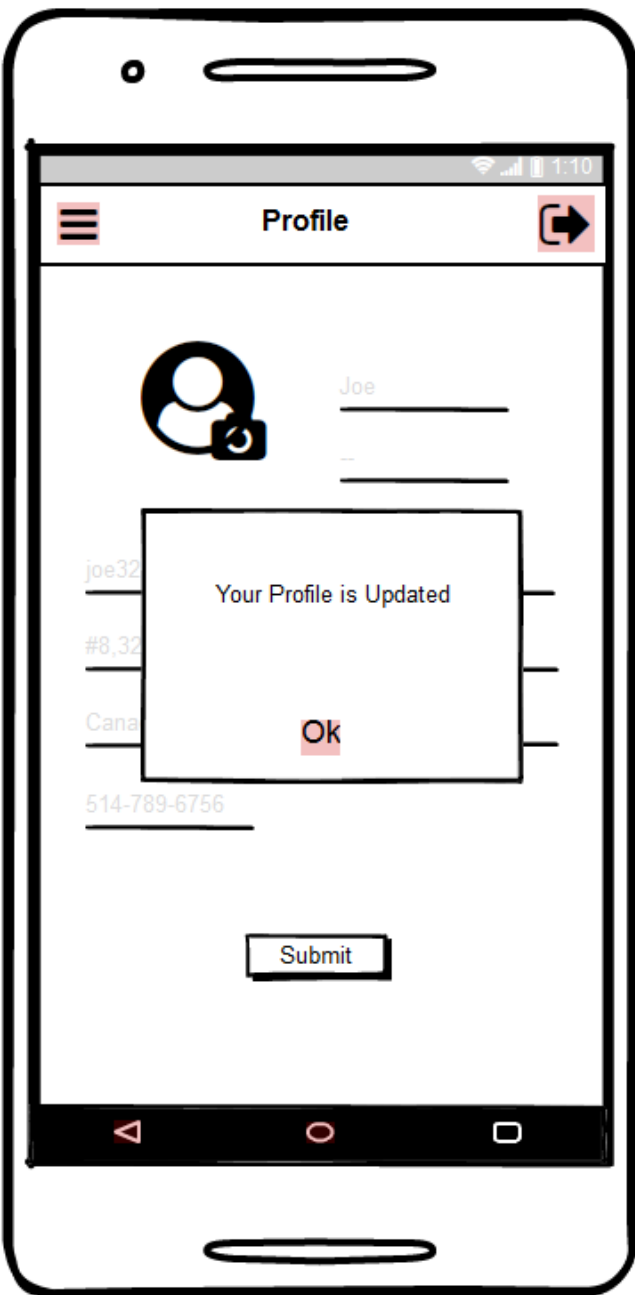 1:10
Profile
Joe
--
joe32
Your Profile is Updated
#8,32
Ok
Cana
514-789-6756
Submit